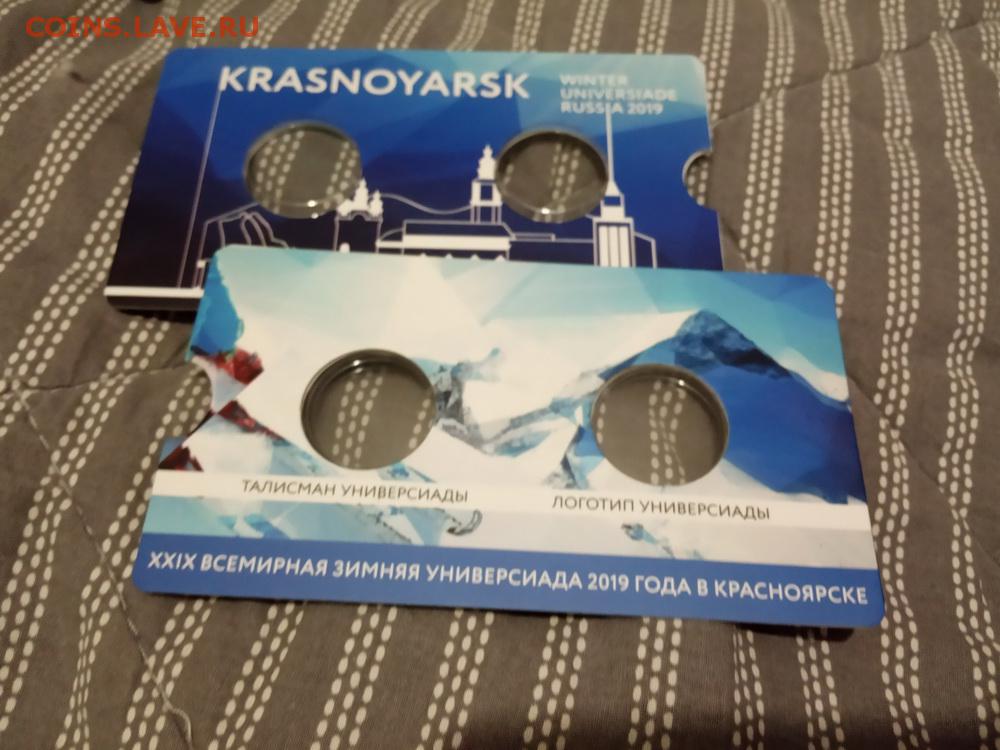 COINS.LAVE.RU
KRASNOYARSK
WINTER
UNIVERSIADE
RUSSIA 2019
ТАЛИСМАН УНИВЕРСИАДЫ
ЛОГОТИП УНИВЕРСИАДЫ
XXIX ВСЕМИРНАЯ ЗИМНЯЯ УНИВЕРСИАДА 2019 ГОДА В КРАСНОЯРСКЕ